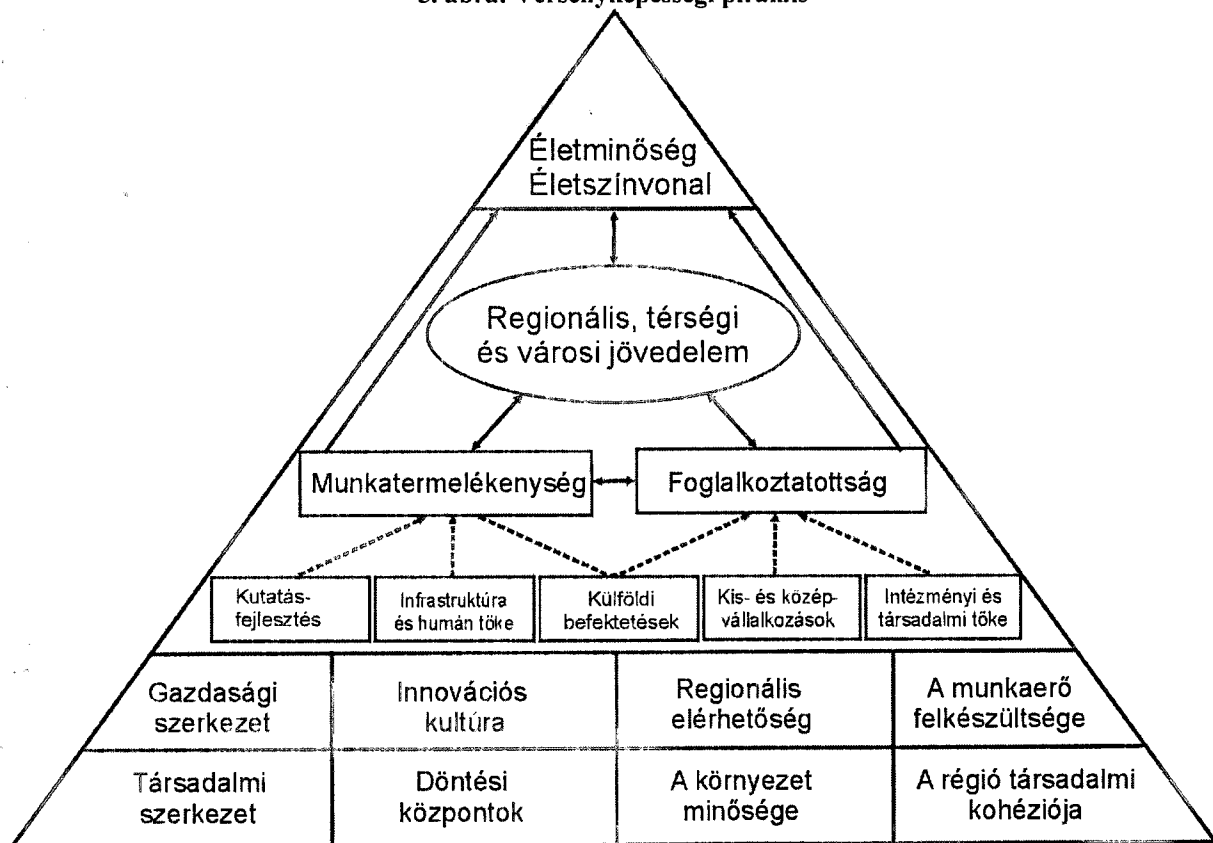 Életminőség
Életszínvonal
Regionális, térségi
és városi jövedelem
Munkatermelékenység
Foglalkoztatottság
Kutatás-
fejlesztés
Infrastruktúra
és humán tőke
Külföldi
befektetések
Kis- és közép-
vállalkozások
Intézményi és
társadalmi tőke
Gazdasági
szerkezet
Innovációs
kultúra
Regionális
elérhetőség
A munkaerő
felkészültsége
Társadalmi
szerkezet
Döntési
központok
A környezet
minősége
A régió társadalmi
kohéziója